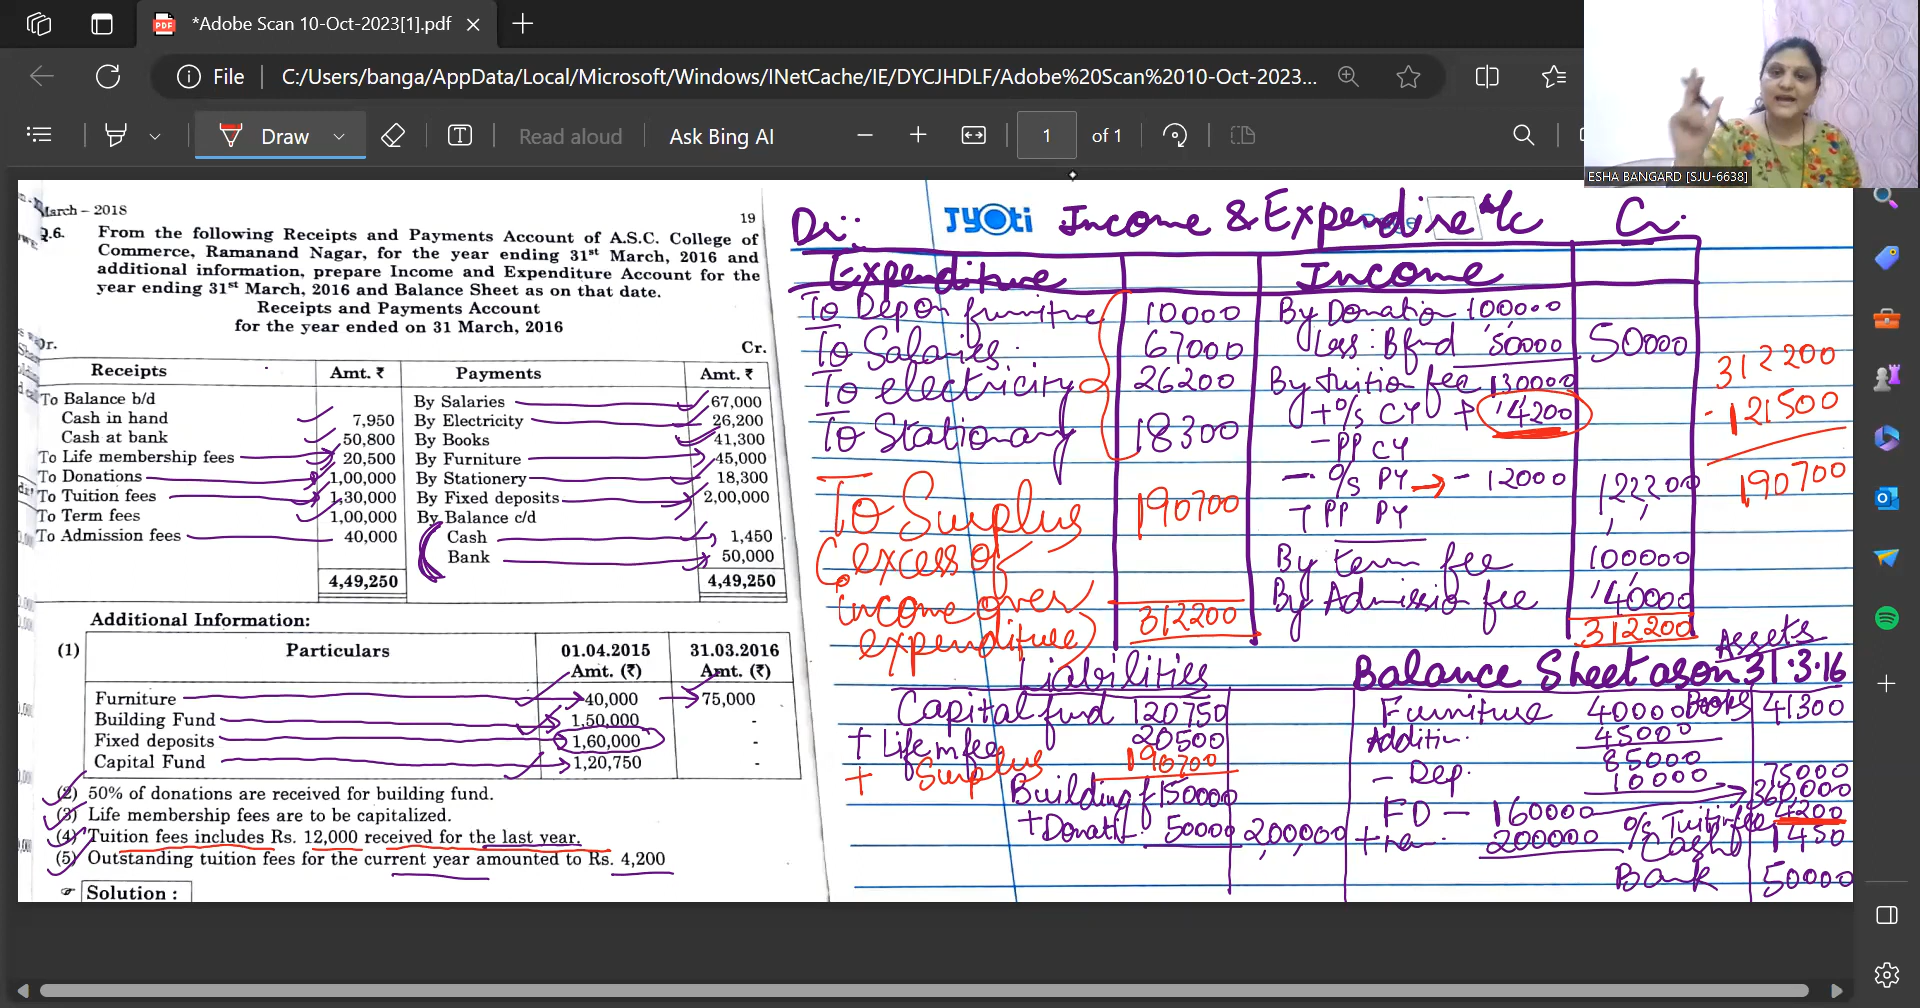 *Adobe Scan 10-Oct-2023[1].pdf
File C:/Users/banga/AppData/Local/Microsoft/Windows/INetCache/IE/DYCJHDLF/Adobe%20Scan%2010-Oct-2023...
Draw Read aloud Ask Bing AI 1 of 1
ESHA BANGARD [SJU-6638]
March – 2018
19
Q.6. From the following Receipts and Payments Account of A.S.C. College of
Commerce, Ramanand Nagar, for the year ending 31st March, 2016 and
additional information, prepare Income and Expenditure Account for the
year ending 31st March, 2016 and Balance Sheet as on that date.
Receipts and Payments Account
for the year ended on 31 March, 2016
Dr. Cr.
Receipts Amt. ₹ Payments Amt. ₹
To Balance b/d By Salaries 67,000
Cash in hand 7,950 By Electricity 26,200
Cash at bank 50,800 By Books 41,300
To Life membership fees 20,500 By Furniture 45,000
To Donations 1,00,000 By Stationery 18,300
To Tuition fees 1,30,000 By Fixed deposits 2,00,000
To Term fees 1,00,000 By Balance c/d
To Admission fees 40,000 Cash 1,450
Bank 50,000
4,49,250 4,49,250
Additional Information:
(1) Particulars 01.04.2015 Amt. (₹) 31.03.2016 Amt. (₹)
Furniture 40,000 75,000
Building Fund 1,50,000 -
Fixed deposits 1,60,000 -
Capital Fund 1,20,750 -
(2) 50% of donations are received for building fund.
(3) Life membership fees are to be capitalized.
(4) Tuition fees includes Rs. 12,000 received for the last year.
(5) Outstanding tuition fees for the current year amounted to Rs. 4,200
Solution :
Dr. Jyoti Income & Expendire A/c Cr.
Expenditure Income
To Dep on furniture 10000 By Donation 100000
To Salaries 67000 Less: B fund 50000 50000
To electricity 26200 By tuition fee 130000
+ O/s CY + 4200
To Stationary 18300
- PP CY
- O/s PY → - 12000 122200
To Surplus 190700
+ PP PY
(excess of By term fee 100000
income over By Admission fee 40000
expenditure) 312200 312200
312200
- 121500
190700
Liabilities Balance Sheet as on 31.3.16 Assets
Capital fund 120750 Furniture 40000 Books 41300
+ Life m fee 20500 Addition 45000
+ Surplus 190700 85000
- Dep. 10000 75000
Building f 150000 FD - 160000 360000
+ Donati 50000 200,000 + 200000 O/s Tuition fee 4200
Cash 1450
Bank 50000